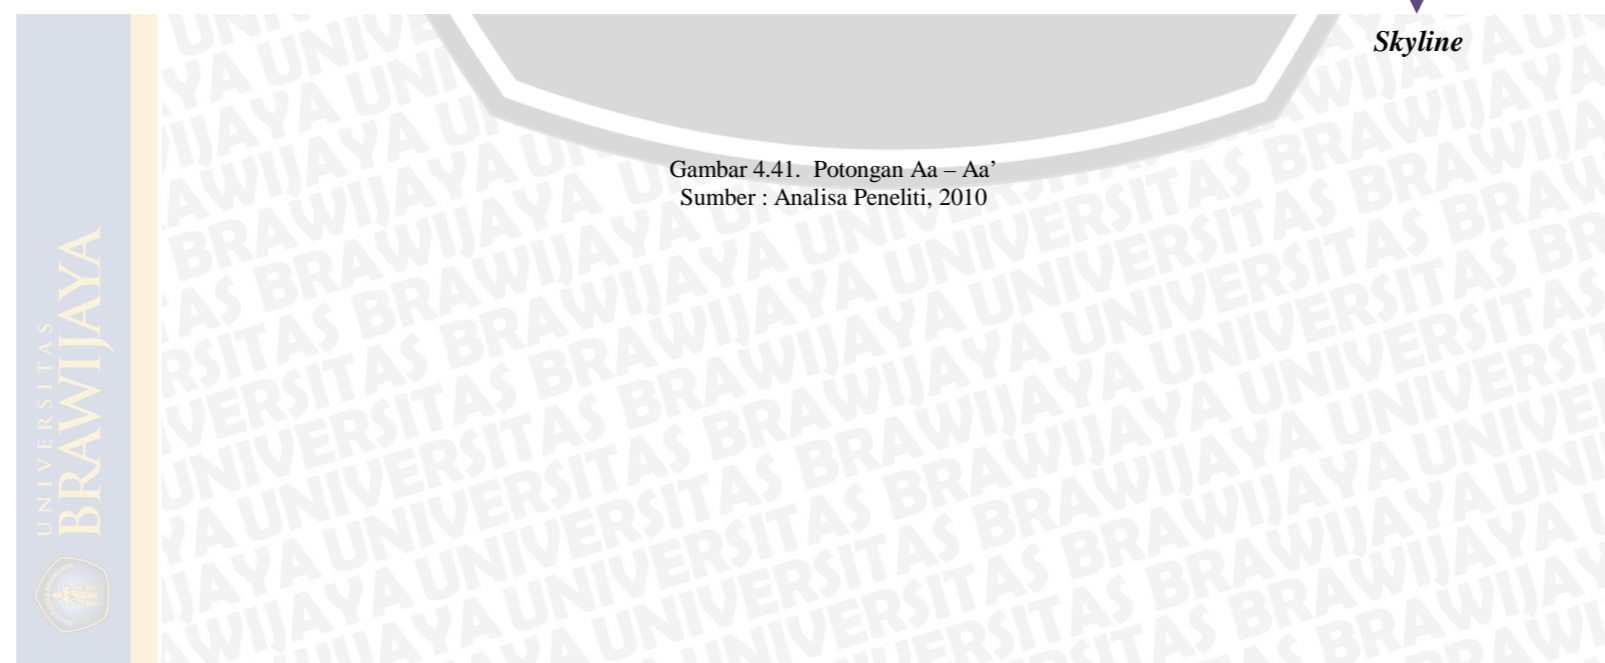 Skyline
Gambar 4.41. Potongan Aa – Aa’
Sumber : Analisa Peneliti, 2010
UNIVERSITAS
BRAWIJAYA